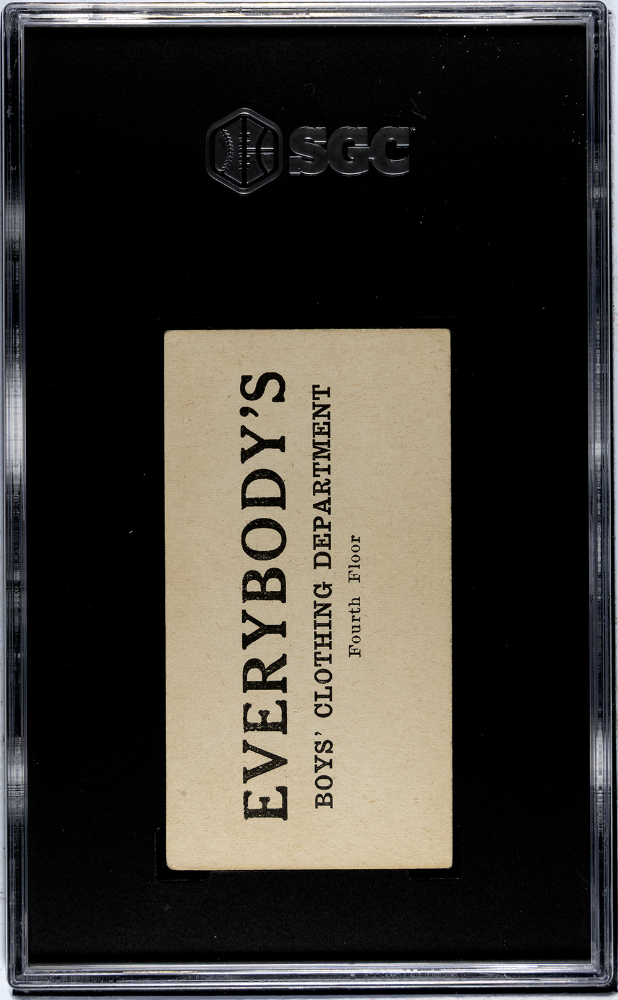 SGC
EVERYBODY'S
BOYS' CLOTHING DEPARTMENT
Fourth Floor